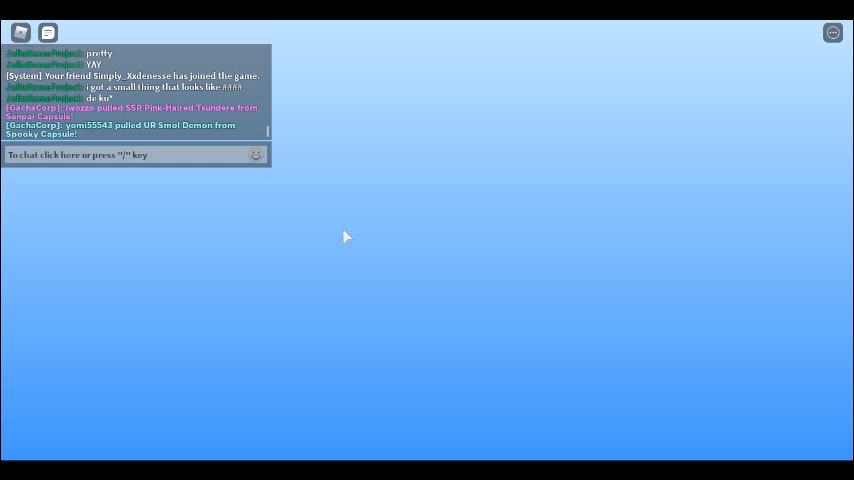 pretty
YAY
[System] Your friend Simply_Xxdenesse has joined the game.
i got a small thing that looks like ####
de ku*
[GachaCorp]: iwozzo pulled SSR Pink-Haired Tsundere from
Senpai Capsule!
[GachaCorp]: yomi55543 pulled UR Smol Demon from
Spooky Capsule!
To chat click here or press "/" key